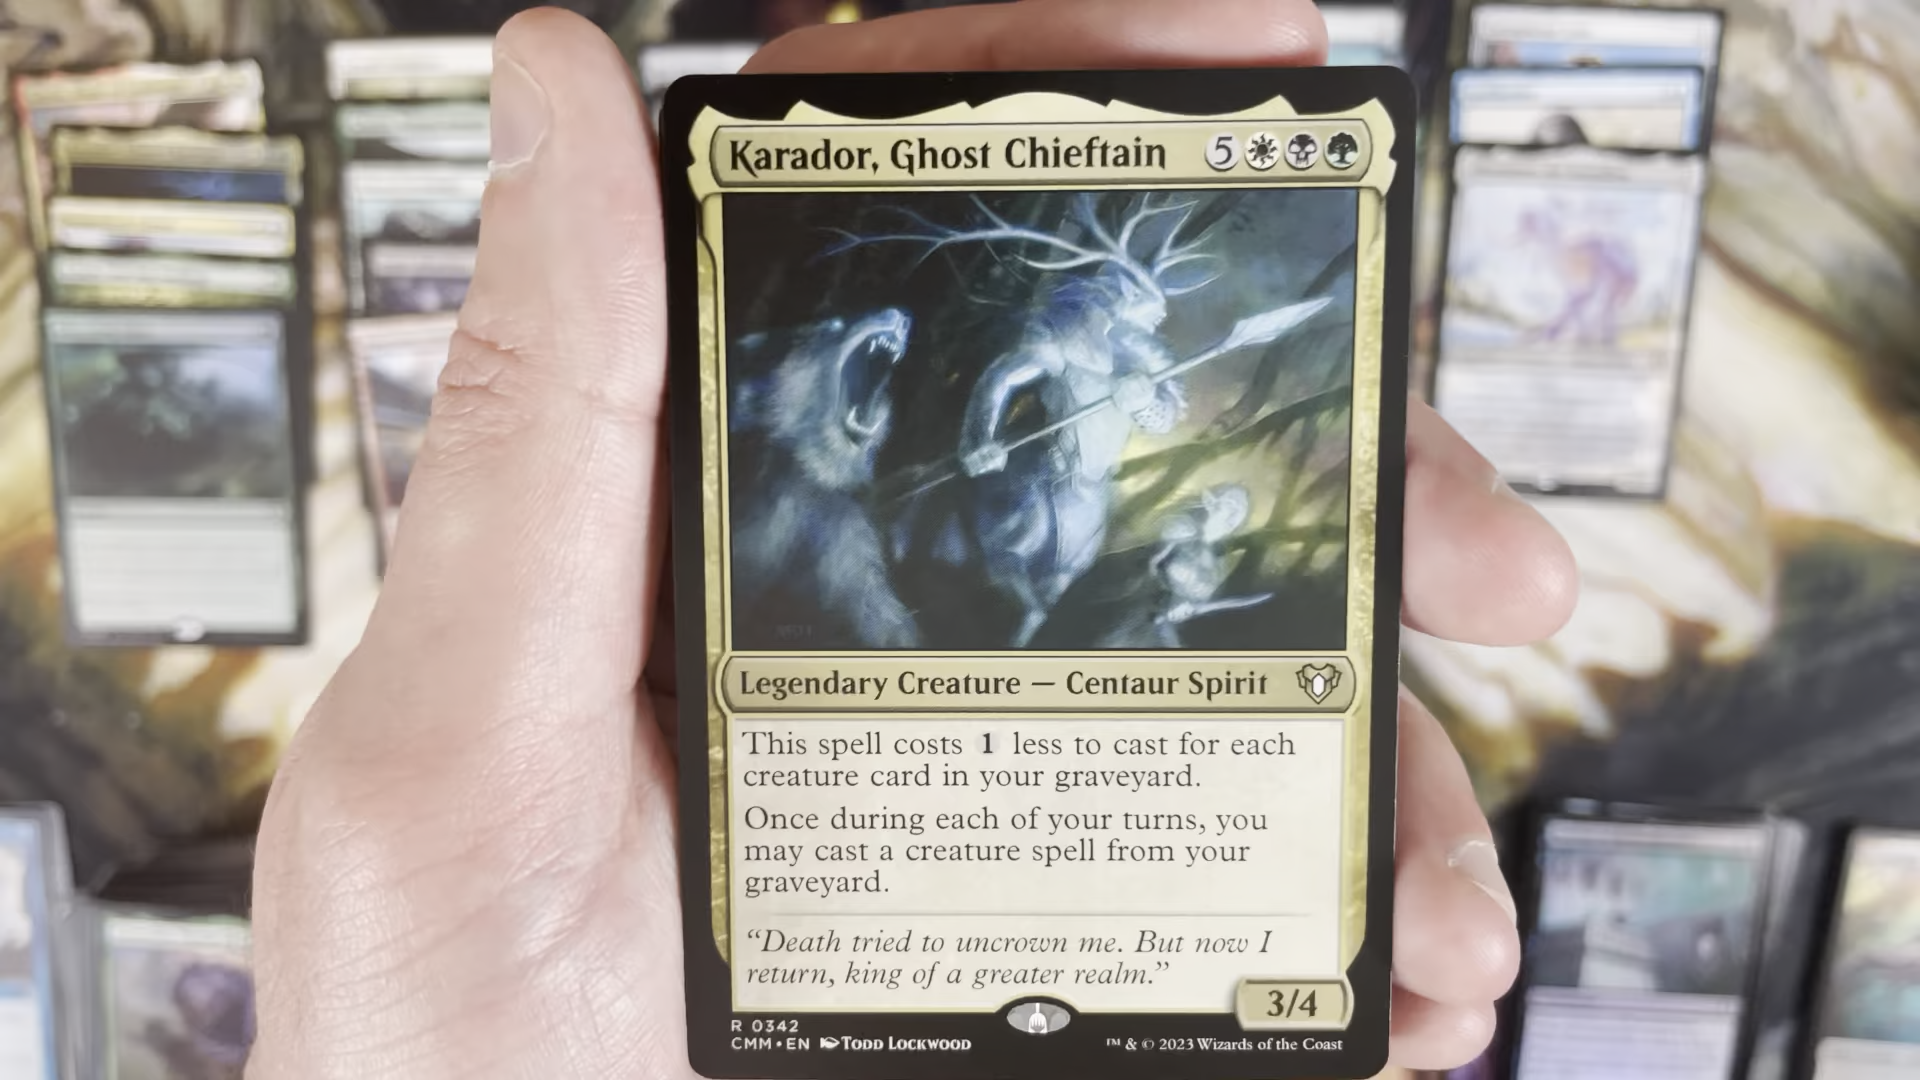 Karador, Ghost Chieftain 5
Legendary Creature — Centaur Spirit
This spell costs 1 less to cast for each
creature card in your graveyard.
Once during each of your turns, you
may cast a creature spell from your
graveyard.
“Death tried to uncrown me. But now I
return, king of a greater realm.”
3/4
R 0342
CMM•EN Todd Lockwood
™ & © 2023 Wizards of the Coast